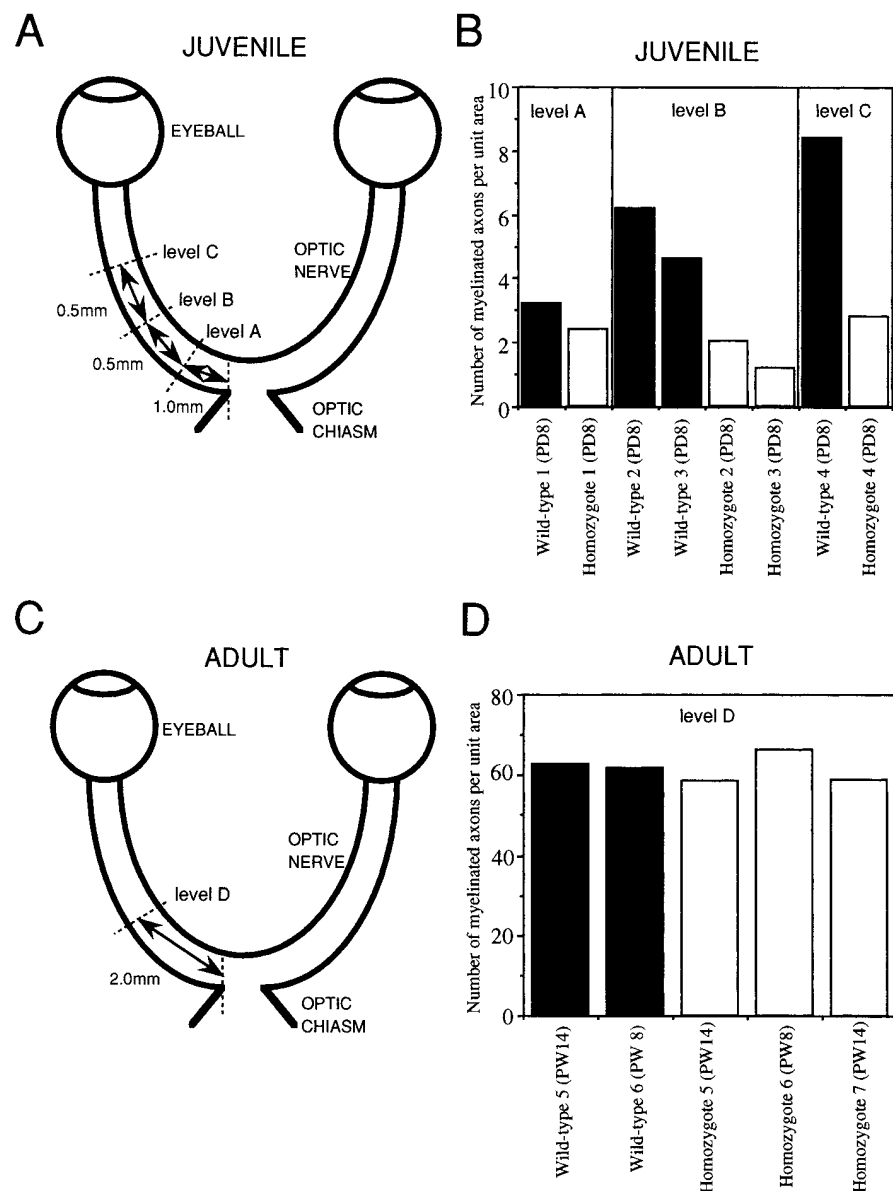 A
JUVENILE
EYEBALL
OPTIC
NERVE
level C
level B
level A
0.5mm
0.5mm
1.0mm
OPTIC
CHIASM
B
JUVENILE
Number of myelinated axons per unit area
10
8
6
4
2
0
level A
level B
level C
Wild-type 1 (PD8)
Homozygote 1 (PD8)
Wild-type 2 (PD8)
Wild-type 3 (PD8)
Homozygote 2 (PD8)
Homozygote 3 (PD8)
Wild-type 4 (PD8)
Homozygote 4 (PD8)
C
ADULT
EYEBALL
OPTIC
NERVE
level D
2.0mm
OPTIC
CHIASM
D
ADULT
Number of myelinated axons per unit area
80
60
40
20
0
level D
Wild-type 5 (PW14)
Wild-type 6 (PW 8)
Homozygote 5 (PW14)
Homozygote 6 (PW8)
Homozygote 7 (PW14)